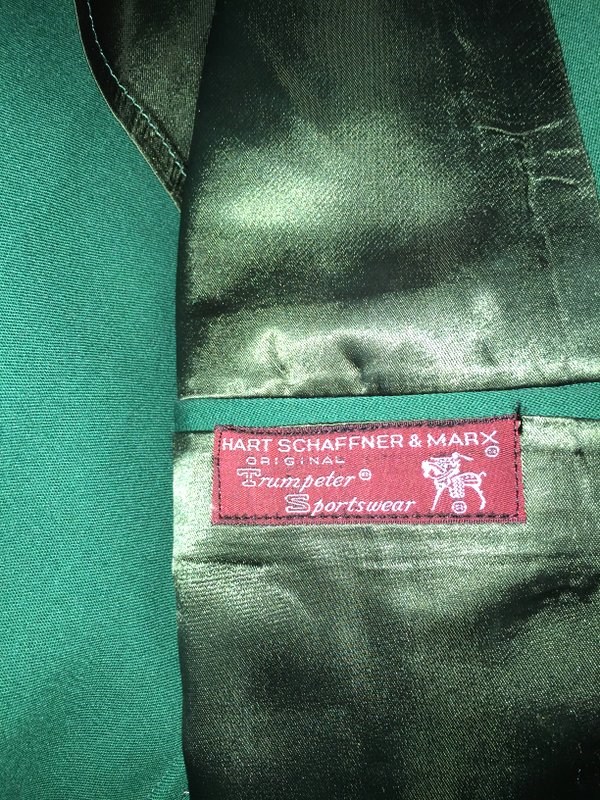 HART SCHAFFNER & MARX ®
ORIGINAL
Trumpeter ®
Sportswear ®